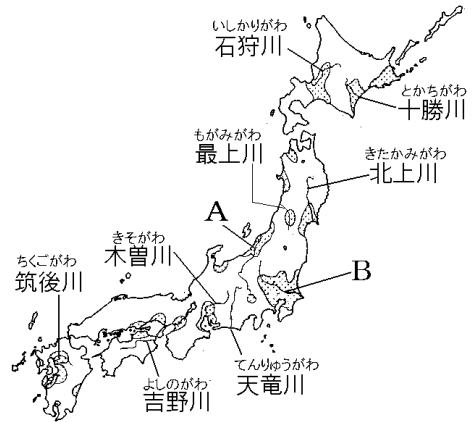 いしかりがわ
石狩川
とかちがわ
十勝川
もがみがわ
最上川
きたかみがわ
北上川
A
きそがわ
木曽川
ちくごがわ
筑後川
B
てんりゅうがわ
天竜川
よしのがわ
吉野川